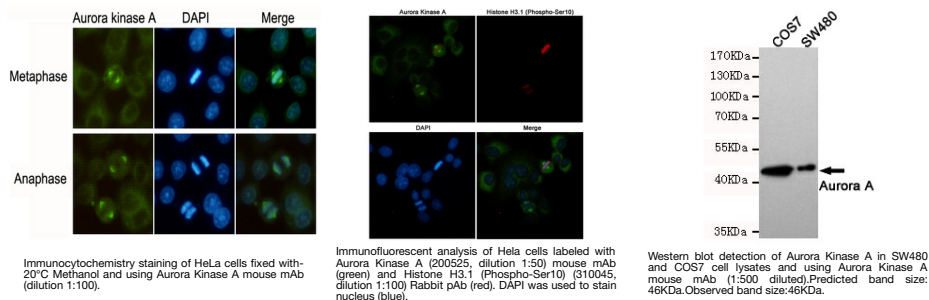 Aurora kinase A
DAPI
Merge
Metaphase
Anaphase
Immunocytochemistry staining of HeLa cells fixed with-
20°C Methanol and using Aurora Kinase A mouse mAb
(dilution 1:100).
Aurora Kinase A
Histone H3.1 (Phospho-Ser10)
DAPI
Merge
Immunofluorescent analysis of Hela cells labeled with
Aurora Kinase A (200525, dilution 1:50) mouse mAb
(green) and Histone H3.1 (Phospho-Ser10) (310045,
dilution 1:100) Rabbit pAb (red). DAPI was used to stain
nucleus (blue).
COS7
SW480
170KDa
130KDa
100KDa
70KDa
55KDa
40KDa
35KDa
Aurora A
Western blot detection of Aurora Kinase A in SW480
and COS7 cell lysates and using Aurora Kinase A
mouse mAb (1:500 diluted).Predicted band size:
46KDa.Observed band size:46KDa.